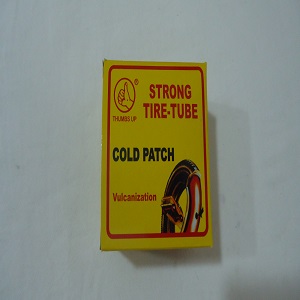 ®
THUMBS UP
STRONG
TIRE-TUBE
COLD PATCH
Vulcanization